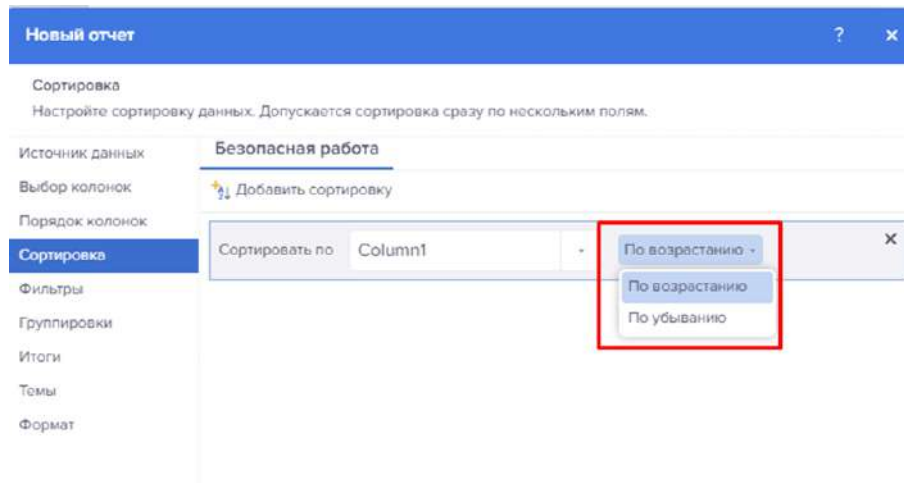 Новый отчет ? ×
Сортировка
Настройте сортировку данных. Допускается сортировка сразу по нескольким полям.
Источник данных
Безопасная работа
Выбор колонок
Добавить сортировку
Порядок колонок
Сортировка
Сортировать по Column1 По возрастанию ×
По возрастанию
По убыванию
Фильтры
Группировки
Итоги
Темы
Формат